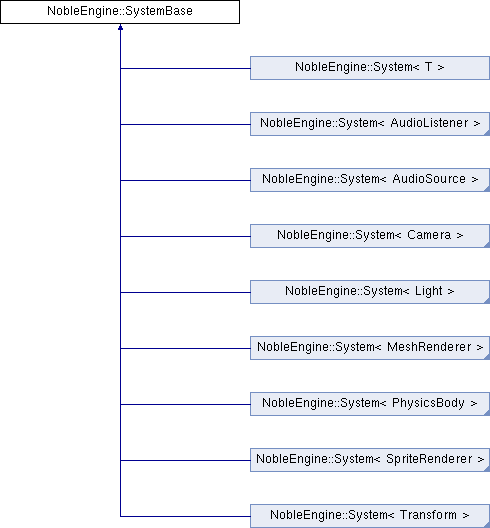 NobleEngine::SystemBase
NobleEngine::System< T >
NobleEngine::System< AudioListener >
NobleEngine::System< AudioSource >
NobleEngine::System< Camera >
NobleEngine::System< Light >
NobleEngine::System< MeshRenderer >
NobleEngine::System< PhysicsBody >
NobleEngine::System< SpriteRenderer >
NobleEngine::System< Transform >